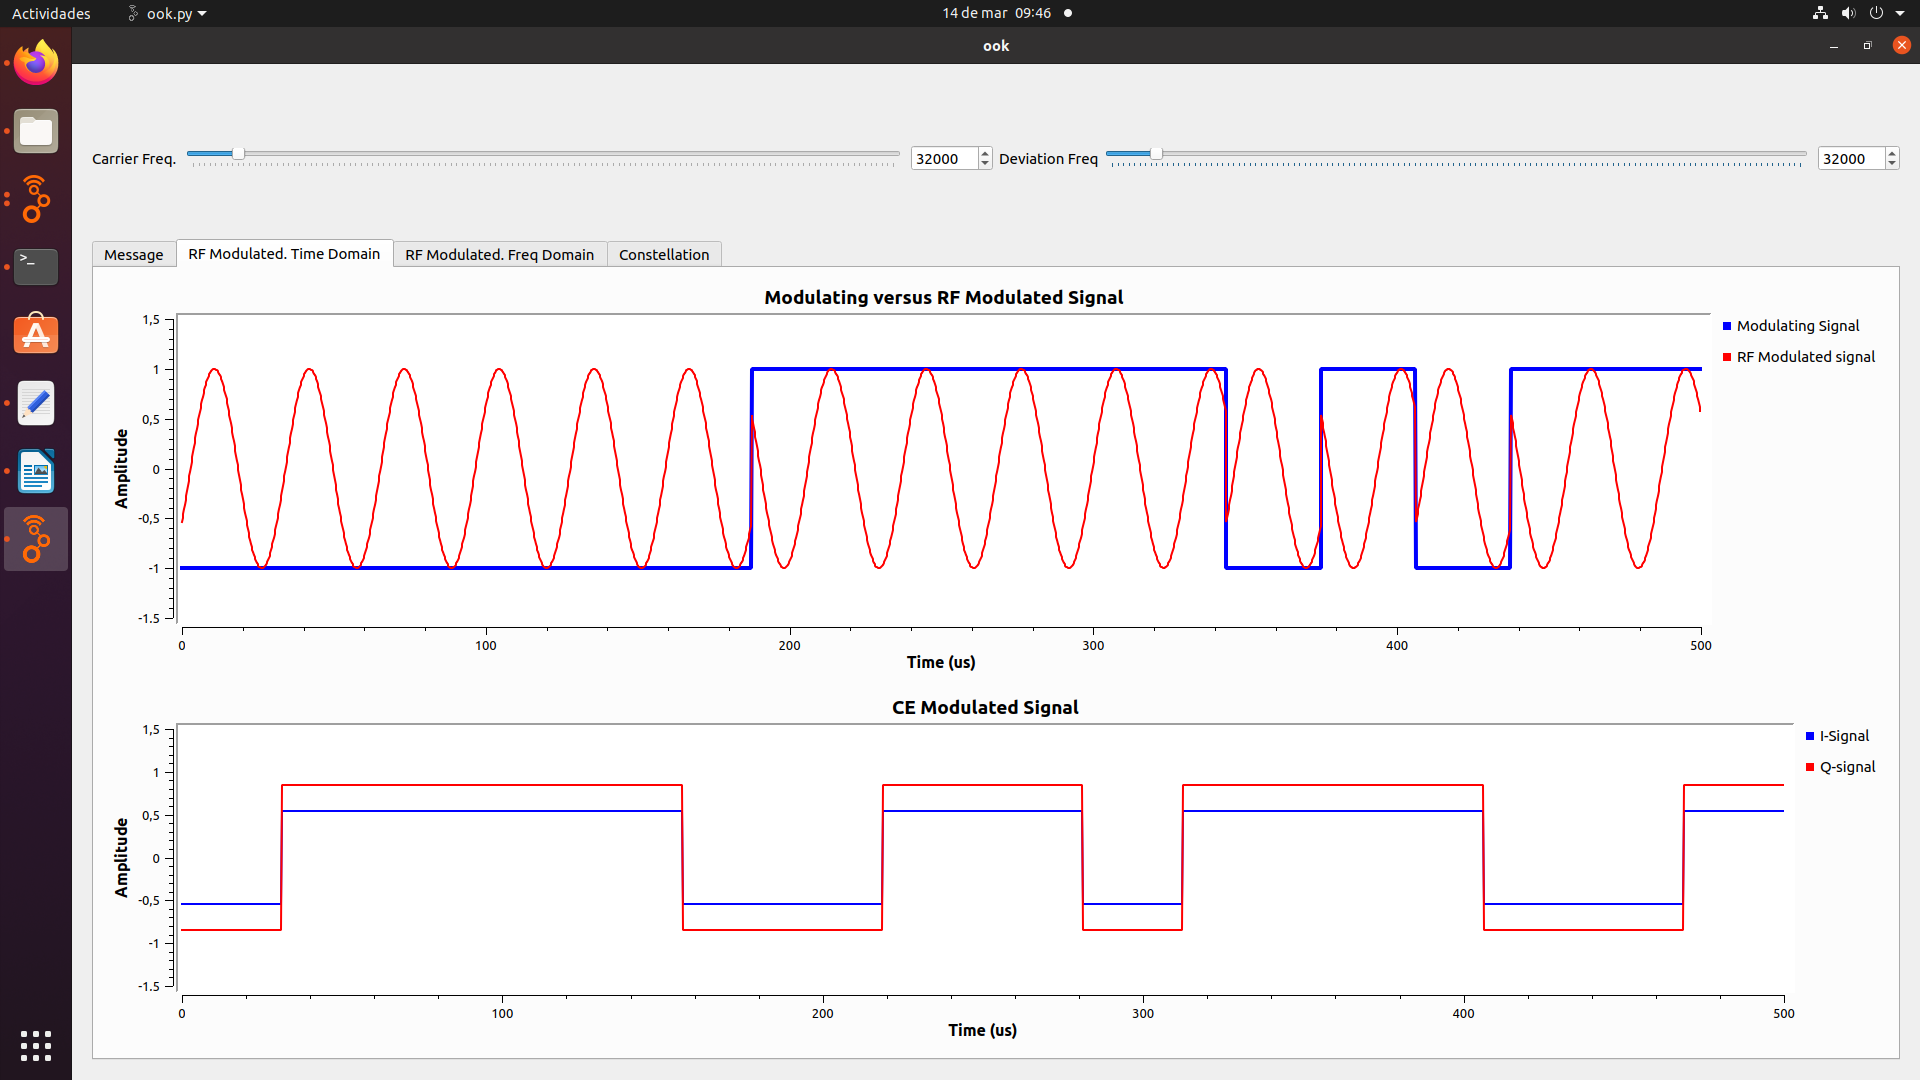 Actividades ook.py 14 de mar 09:46
ook
Carrier Freq. 32000 Deviation Freq 32000
Message RF Modulated. Time Domain RF Modulated. Freq Domain Constellation
Modulating versus RF Modulated Signal
1,5
1
0,5
0
-0,5
-1
-1.5
Amplitude
Modulating Signal
RF Modulated signal
0 100 200 300 400 500
Time (us)
CE Modulated Signal
1,5
1
0,5
0
-0,5
-1
-1.5
Amplitude
I-Signal
Q-signal
0 100 200 300 400 500
Time (us)